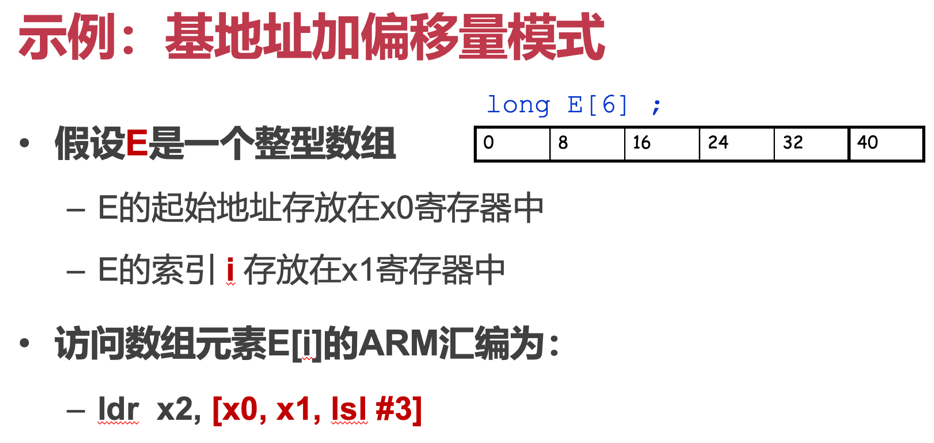 示例：基地址加偏移量模式
long E[6] ;
0 8 16 24 32 40
• 假设E是一个整型数组
– E的起始地址存放在x0寄存器中
– E的索引 i 存放在x1寄存器中
• 访问数组元素E[i]的ARM汇编为：
– ldr x2, [x0, x1, lsl #3]